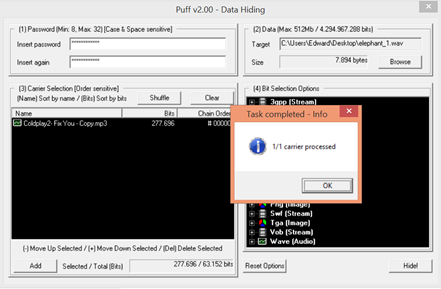 Puff v2.00 - Data Hiding
(1) Password (Min: 8, Max: 32) [Case & Space sensitive]
Insert password
************
Insert again
************
(2) Data (Max: 512Mb / 4.294.967.288 bits)
Target
C:\Users\Edward\Desktop\elephant_1.wav
Size
7.894 bytes
Browse
(3) Carrier Selection [Order sensitive]
(Name) Sort by name / (Bits) Sort by bits
Shuffle
Clear
Name
Bits
Chain Order
Coldplay2- Fix You - Copy.mp3
277.696
# 0000
(-) Move Up Selected / (+) Move Down Selected / (Del) Delete Selected
Add
Selected / Total (Bits)
277.696 / 63.152 bits
(4) Bit Selection Options
3gpp (Stream)
Task completed - Info
1/1 carrier processed
OK
Png (Image)
Swf (Stream)
Tga (Image)
Vob (Stream)
Wave (Audio)
Reset Options
Hide!